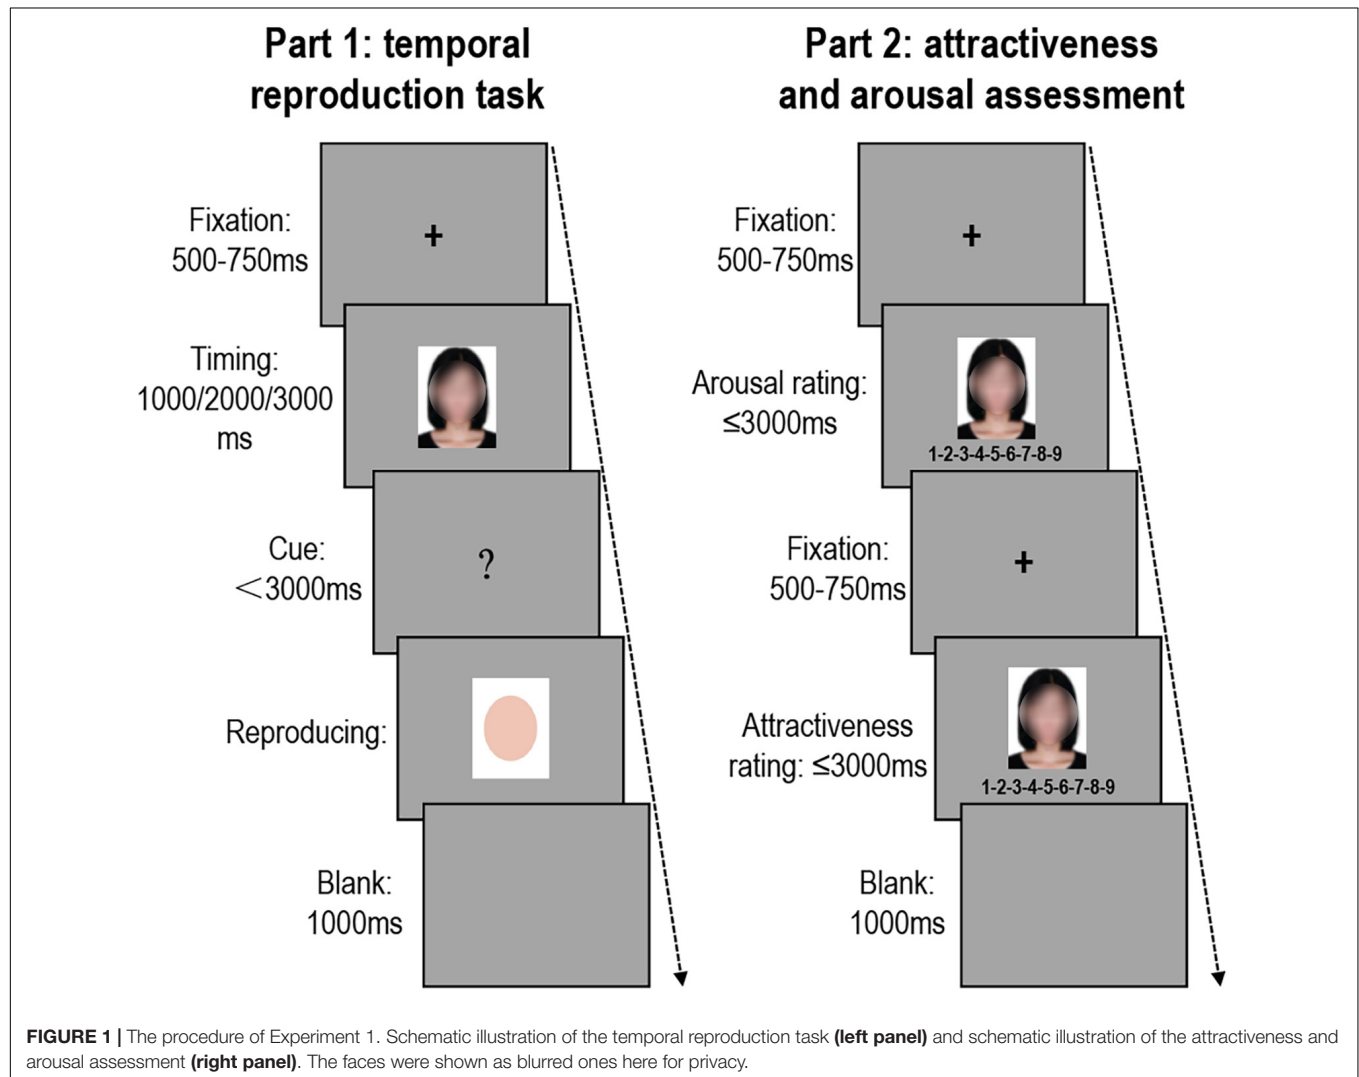 Part 1: temporal
reproduction task
Fixation:
500-750ms
+
Timing:
1000/2000/3000
ms
Cue:
<3000ms
?
Reproducing:
Blank:
1000ms
Part 2: attractiveness
and arousal assessment
Fixation:
500-750ms
+
Arousal rating:
≤3000ms
1-2-3-4-5-6-7-8-9
Fixation:
500-750ms
+
Attractiveness
rating: ≤3000ms
1-2-3-4-5-6-7-8-9
Blank:
1000ms
FIGURE 1 | The procedure of Experiment 1. Schematic illustration of the temporal reproduction task (left panel) and schematic illustration of the attractiveness and
arousal assessment (right panel). The faces were shown as blurred ones here for privacy.